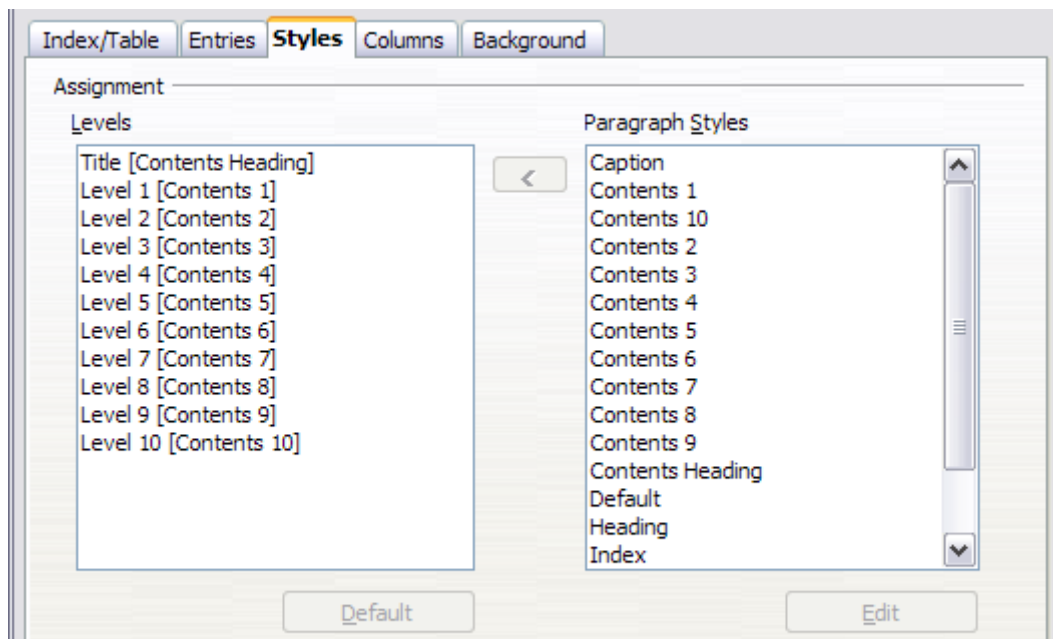 Index/Table Entries Styles Columns Background
Assignment
Levels
Title [Contents Heading]
Level 1 [Contents 1]
Level 2 [Contents 2]
Level 3 [Contents 3]
Level 4 [Contents 4]
Level 5 [Contents 5]
Level 6 [Contents 6]
Level 7 [Contents 7]
Level 8 [Contents 8]
Level 9 [Contents 9]
Level 10 [Contents 10]
Default
<
Paragraph Styles
Caption
Contents 1
Contents 10
Contents 2
Contents 3
Contents 4
Contents 5
Contents 6
Contents 7
Contents 8
Contents 9
Contents Heading
Default
Heading
Index
Edit